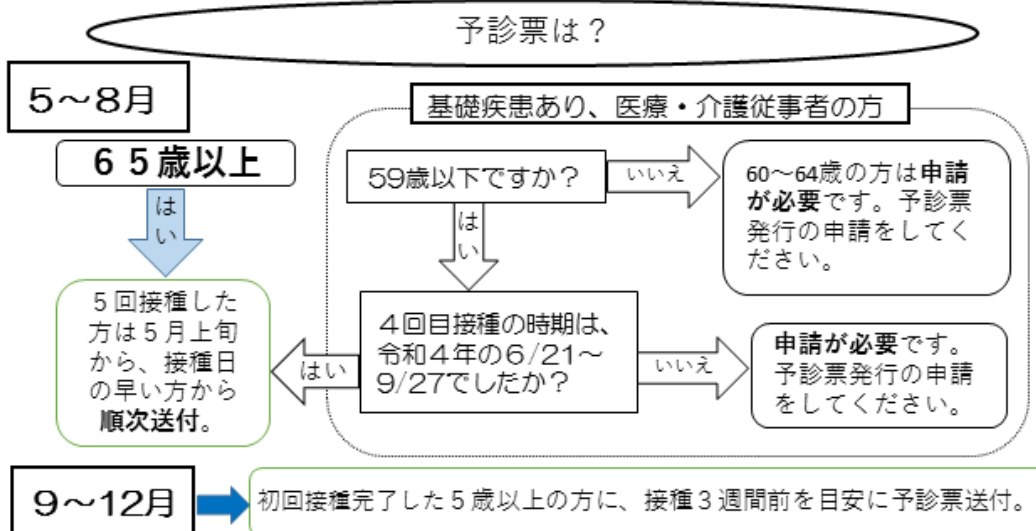 予診票は？
5～8月
基礎疾患あり、医療・介護従事者の方
６５歳以上
はい
５回接種した
方は５月上旬
から、接種日
の早い方から
順次送付。
59歳以下ですか？
いいえ
60～64歳の方は申請
が必要です。予診票
発行の申請をしてく
ださい。
はい
４回目接種の時期は、
令和４年の６/21～
９/27でしたか？
はい
いいえ
申請が必要です。
予診票発行の申請
をしてください。
9～12月
初回接種完了した５歳以上の方に、接種３週間前を目安に予診票送付。